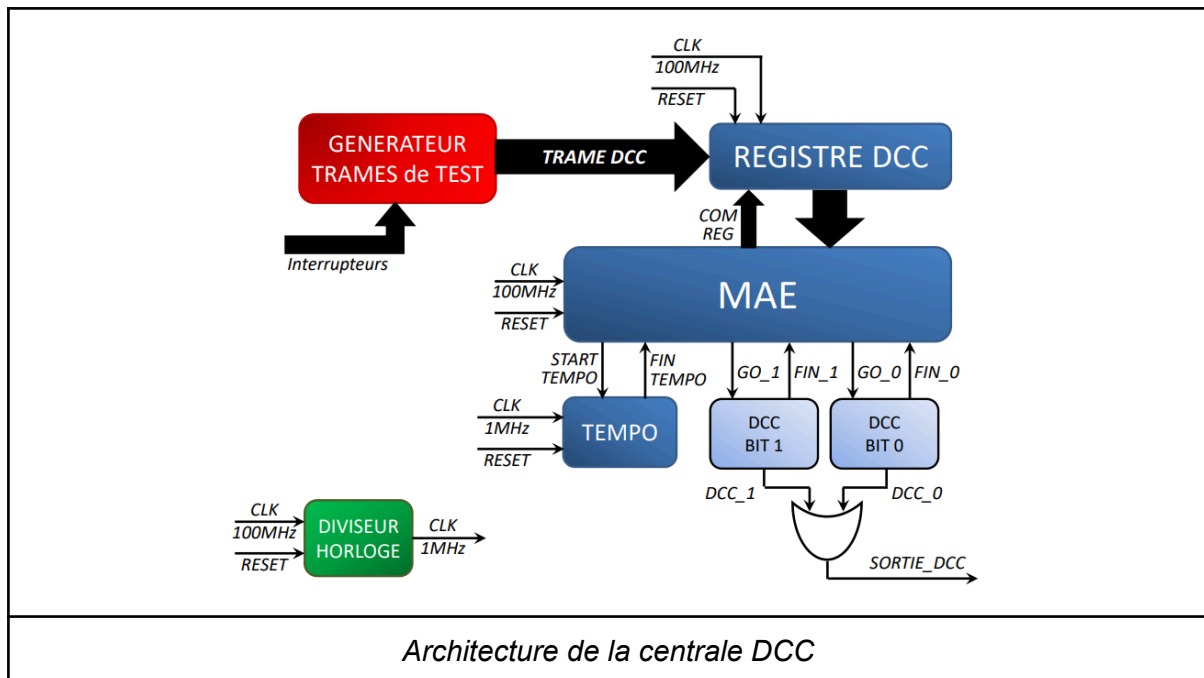 CLK
100MHz
RESET
GENERATEUR
TRAMES de TEST
TRAME DCC
REGISTRE DCC
COM
REG
Interrupteurs
CLK
100MHz
RESET
MAE
START
TEMPO
FIN
TEMPO
GO_1
FIN_1
GO_0
FIN_0
CLK
1MHz
RESET
TEMPO
DCC
BIT 1
DCC
BIT 0
DCC_1
DCC_0
CLK
100MHz
RESET
DIVISEUR
HORLOGE
CLK
1MHz
SORTIE_DCC
Architecture de la centrale DCC